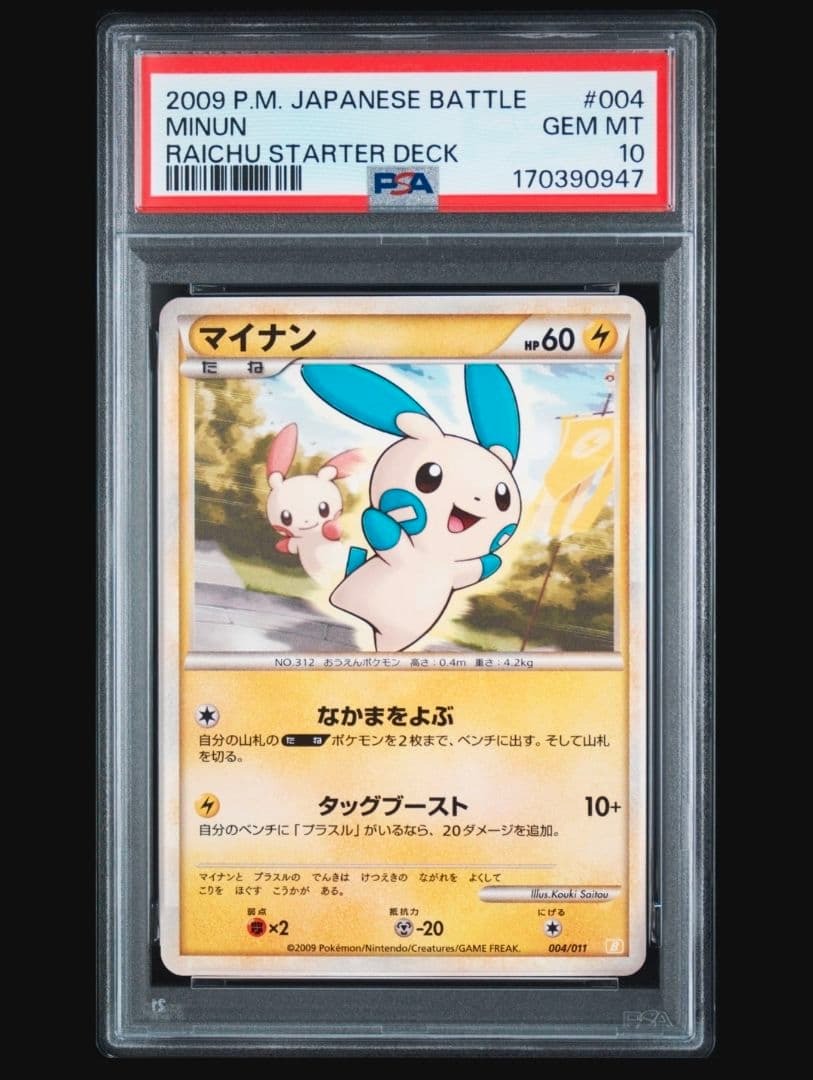 2009 P.M. JAPANESE BATTLE #004
MINUN GEM MT
RAICHU STARTER DECK 10
PSA 170390947
マイナン HP60
たね
NO.312 おうえんポケモン 高さ:0.4m 重さ:4.2kg
なかまをよぶ
自分の山札のたねポケモンを2枚まで、ベンチに出す。そして山札
を切る。
タッグブースト 10+
自分のベンチに「プラスル」がいるなら、20ダメージを追加。
マイナンと プラスルの でんきは けつえきの ながれを よくして
こりを ほぐす こうかが ある。
Illus.Kouki Saitou
弱点 抵抗力 にげる
×2 -20
©2009 Pokémon/Nintendo/Creatures/GAME FREAK. 004/011 B
PSA